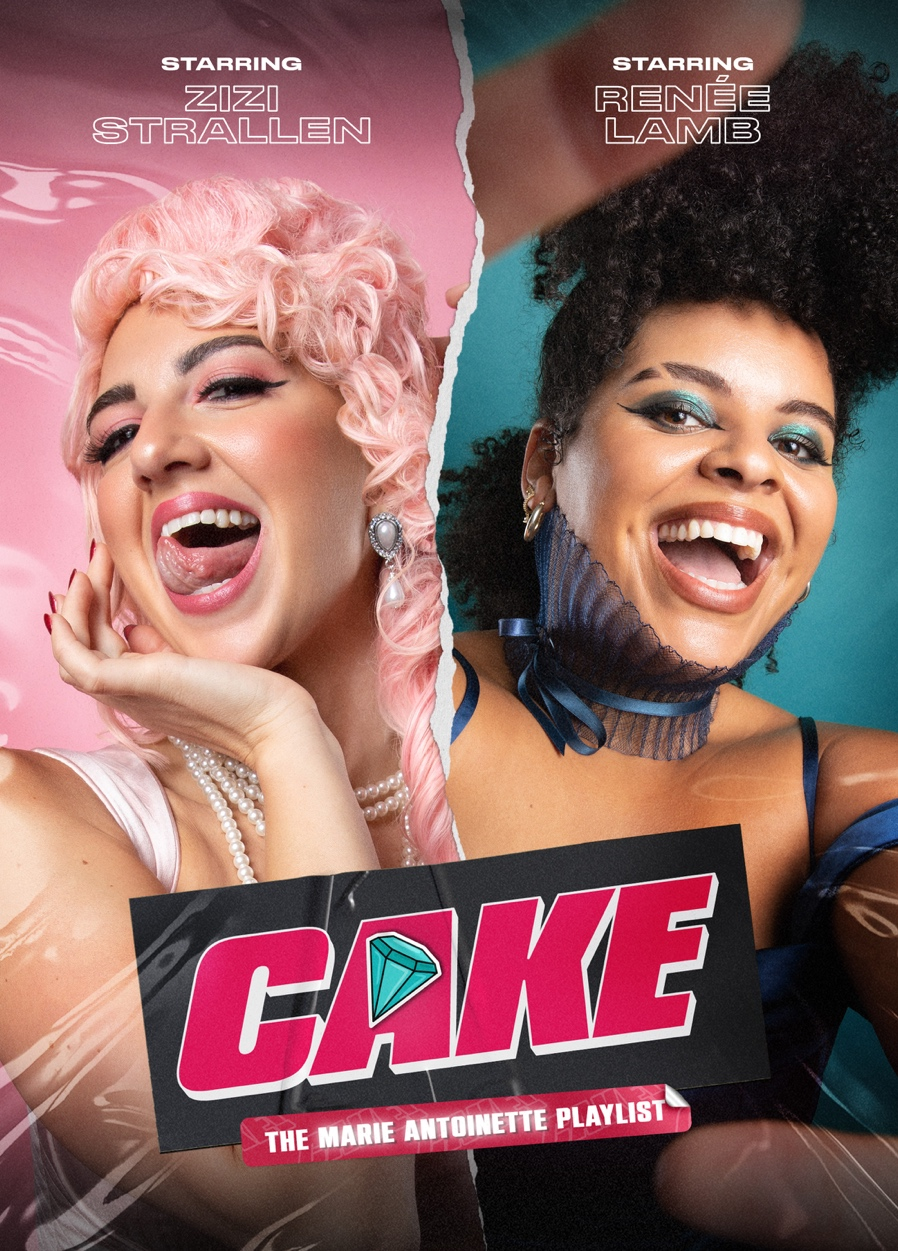 STARRING
ZIZI
STRALLEN
STARRING
RENÉE
LAMB
CAKE
THE MARIE ANTOINETTE PLAYLIST